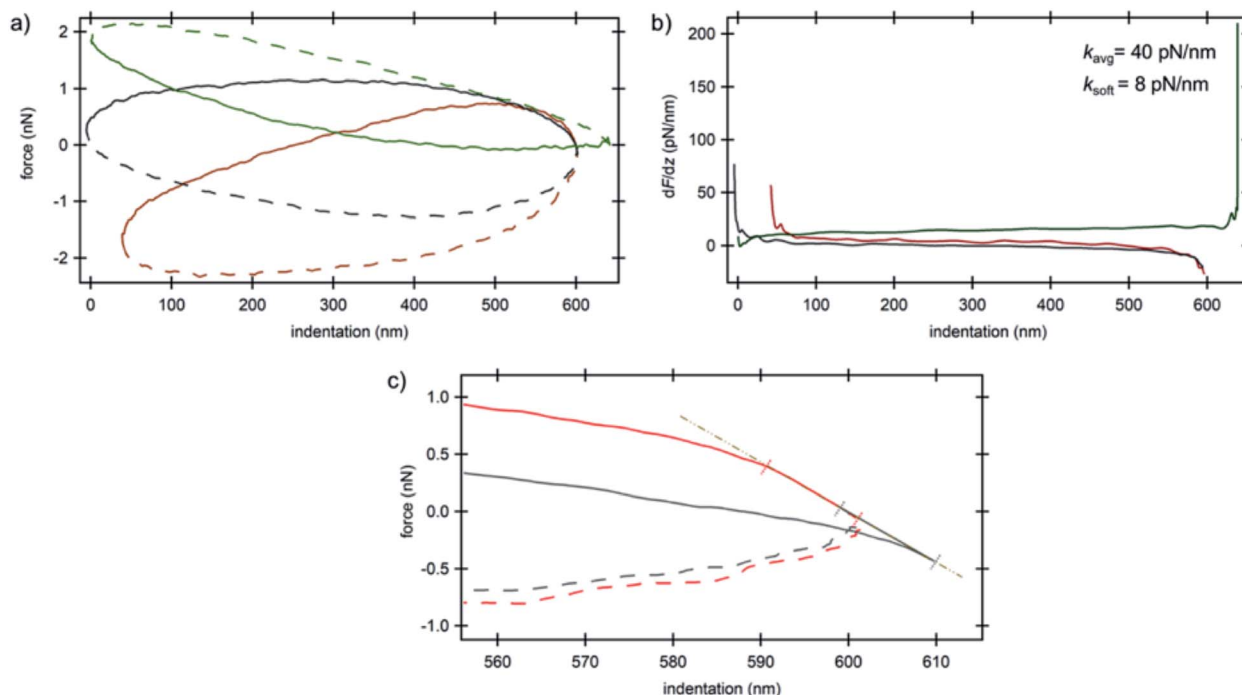 a)
force (nN)
2
1
0
-1
-2
0 100 200 300 400 500 600
indentation (nm)
b)
dF/dz (pN/nm)
200
150
100
50
0
k_avg= 40 pN/nm
k_soft = 8 pN/nm
0 100 200 300 400 500 600
indentation (nm)
c)
force (nN)
1.0
0.5
0.0
-0.5
-1.0
560 570 580 590 600 610
indentation (nm)